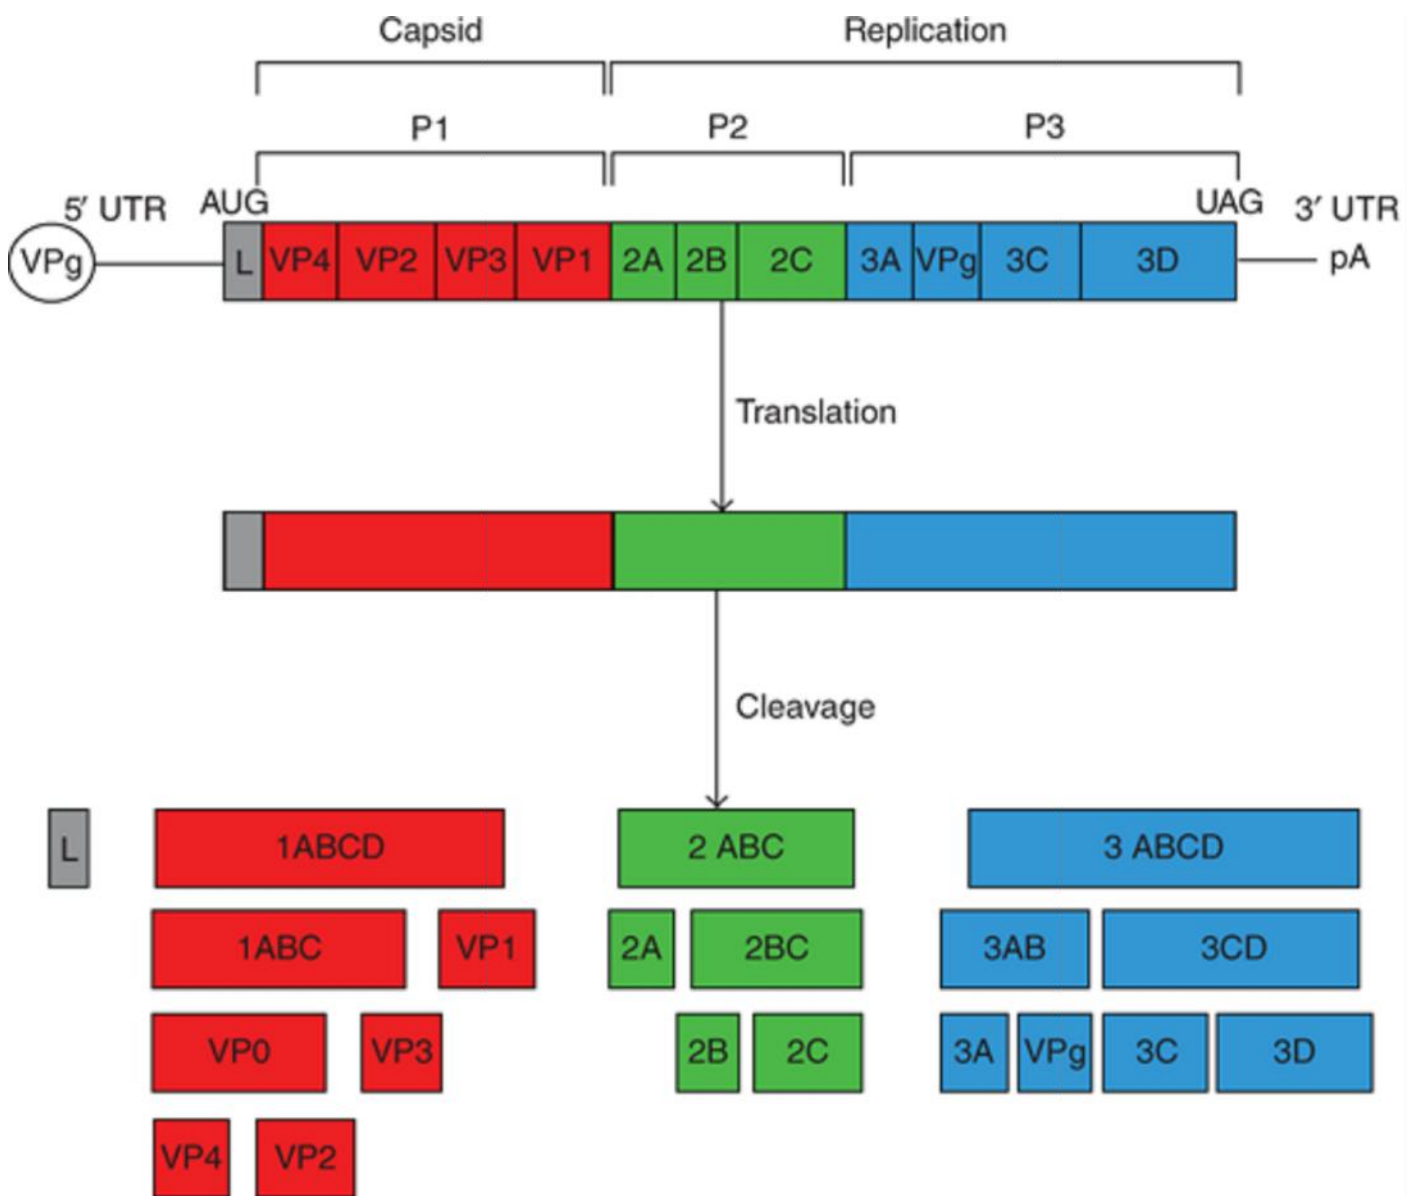 Capsid Replication
P1 P2 P3
5′ UTR AUG UAG 3′ UTR
VPg L VP4 VP2 VP3 VP1 2A 2B 2C 3A VPg 3C 3D pA
Translation
Cleavage
L 1ABCD 2 ABC 3 ABCD
1ABC VP1 2A 2BC 3AB 3CD
VP0 VP3 2B 2C 3A VPg 3C 3D
VP4 VP2